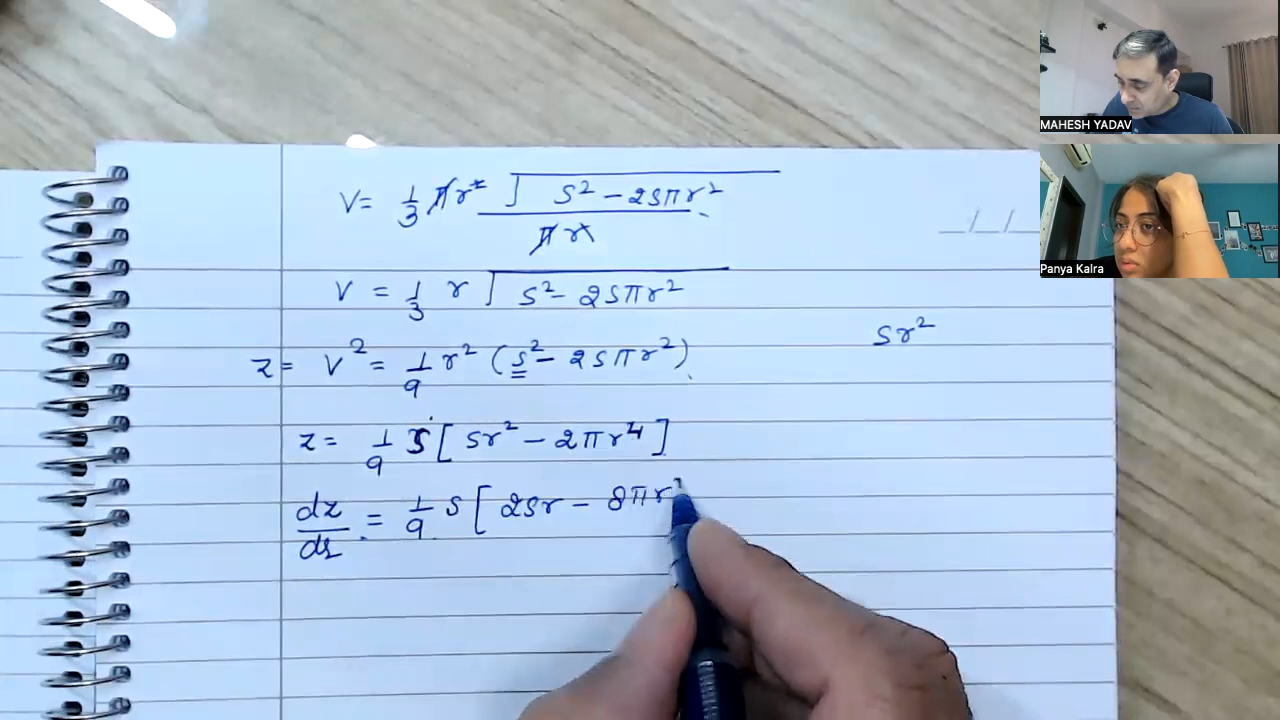 V = 1/3 πr² √(S² - 2Sπr²) / πr
V = 1/3 r √(S² - 2Sπr²)
Sr²
z = V² = 1/9 r² (S² - 2Sπr²)
z = 1/9 S [ Sr² - 2πr⁴ ]
dz/dr = 1/9 S [ 2Sr - 8πr
_/_/_
MAHESH YADAV
Panya Kalra